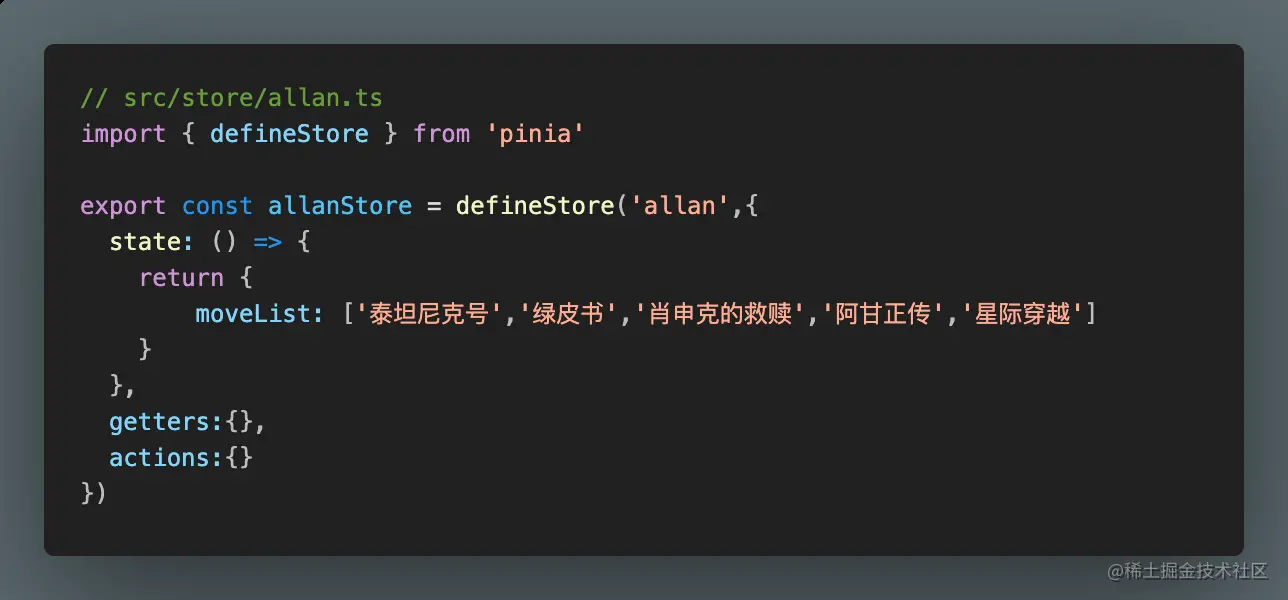 // src/store/allan.ts
import { defineStore } from 'pinia'
export const allanStore = defineStore('allan',{
state: () => {
return {
moveList: ['泰坦尼克号','绿皮书','肖申克的救赎','阿甘正传','星际穿越']
}
},
getters:{},
actions:{}
})
@稀土掘金技术社区